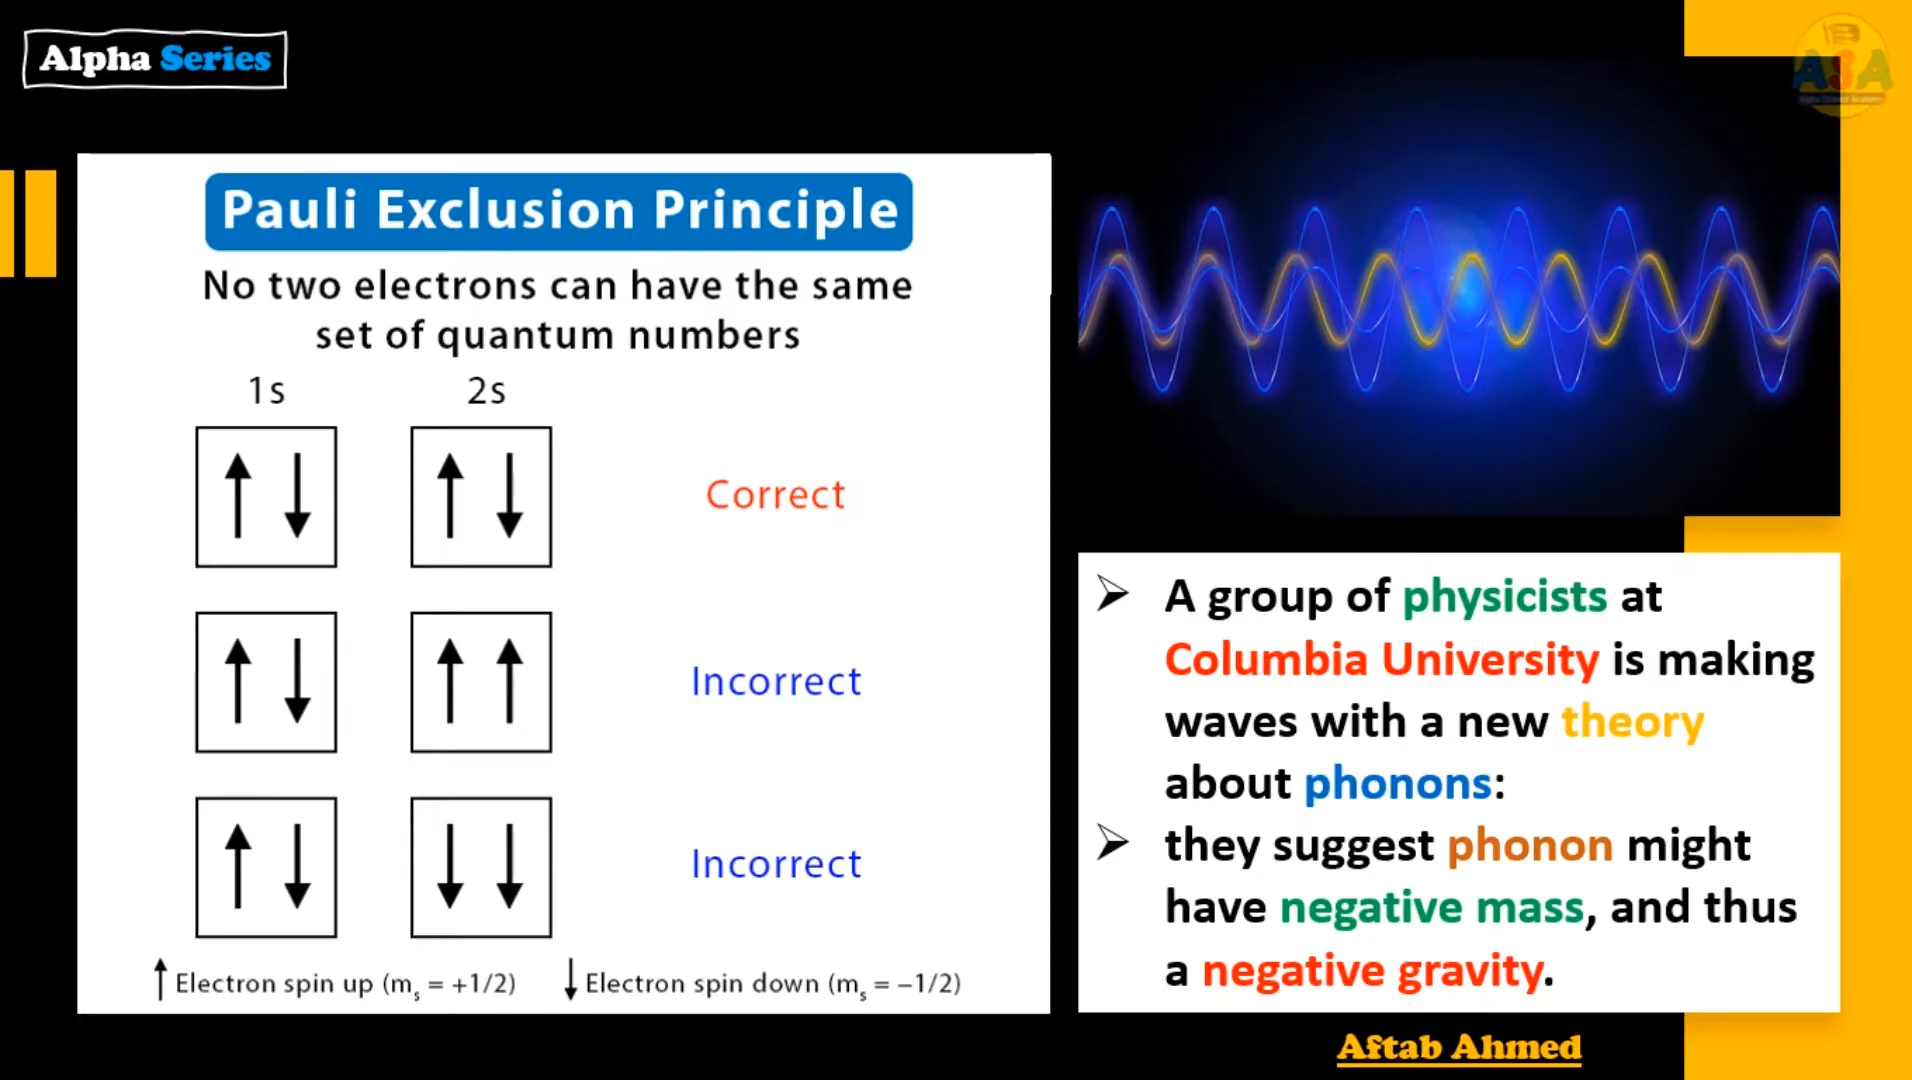 Alpha Series
A3A
Pauli Exclusion Principle
No two electrons can have the same
set of quantum numbers
1s 2s
Correct
Incorrect
Incorrect
Electron spin up (ms = +1/2) Electron spin down (ms = −1/2)
➢ A group of physicists at
Columbia University is making
waves with a new theory
about phonons:
➢ they suggest phonon might
have negative mass, and thus
a negative gravity.
Aftab Ahmed